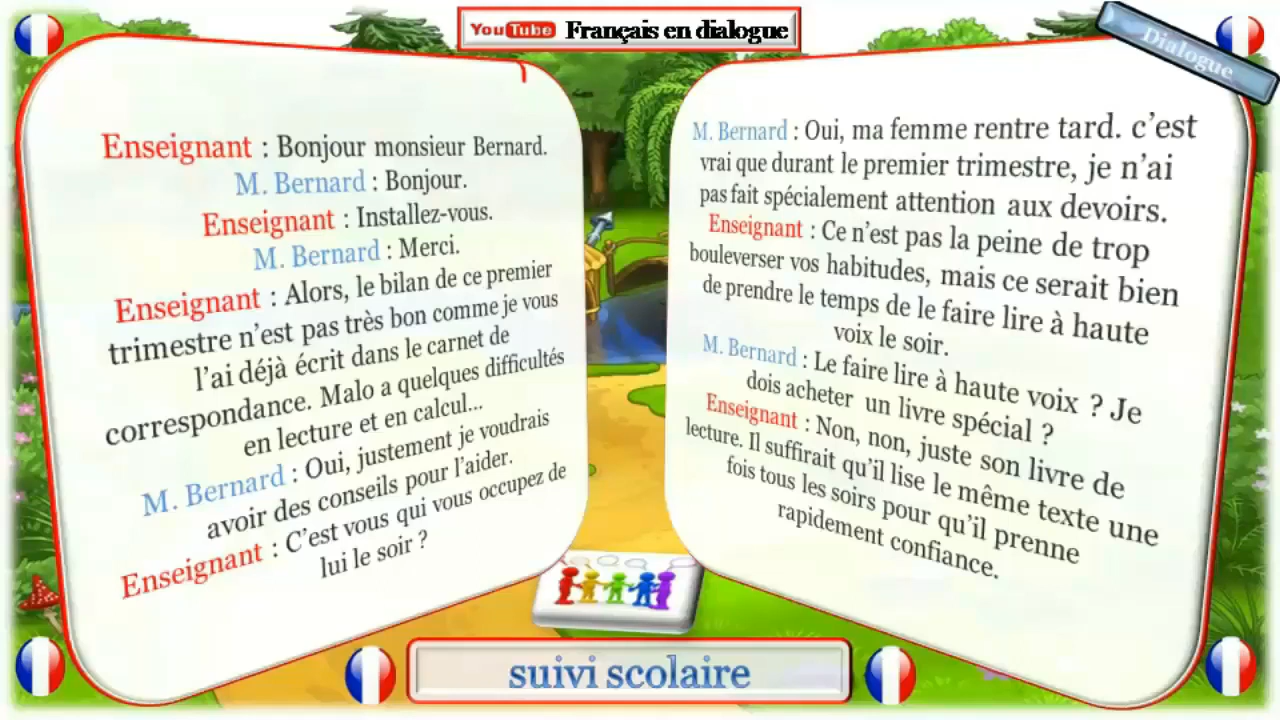 YouTube Français en dialogue
Dialogue
Enseignant : Bonjour monsieur Bernard.
M. Bernard : Bonjour.
Enseignant : Installez-vous.
M. Bernard : Merci.
Enseignant : Alors, le bilan de ce premier
trimestre n'est pas très bon comme je vous
l'ai déjà écrit dans le carnet de
correspondance. Malo a quelques difficultés
en lecture et en calcul...
M. Bernard : Oui, justement je voudrais
avoir des conseils pour l'aider.
Enseignant : C'est vous qui vous occupez de
lui le soir ?
M. Bernard : Oui, ma femme rentre tard. c'est
vrai que durant le premier trimestre, je n'ai
pas fait spécialement attention aux devoirs.
Enseignant : Ce n'est pas la peine de trop
bouleverser vos habitudes, mais ce serait bien
de prendre le temps de le faire lire à haute
voix le soir.
M. Bernard : Le faire lire à haute voix ? Je
dois acheter un livre spécial ?
Enseignant : Non, non, juste son livre de
lecture. Il suffirait qu'il lise le même texte une
fois tous les soirs pour qu'il prenne
rapidement confiance.
suivi scolaire